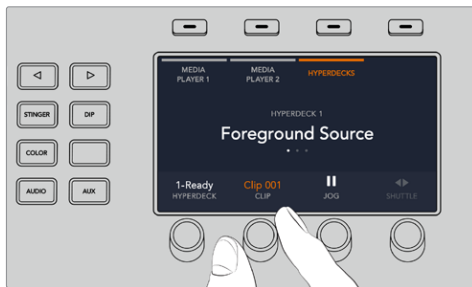 MEDIA
PLAYER 1
MEDIA
PLAYER 2
HYPERDECKS
STINGER
DIP
HYPERDECK 1
Foreground Source
COLOR
AUDIO
AUX
1-Ready
HYPERDECK
Clip 001
CLIP
JOG
SHUTTLE